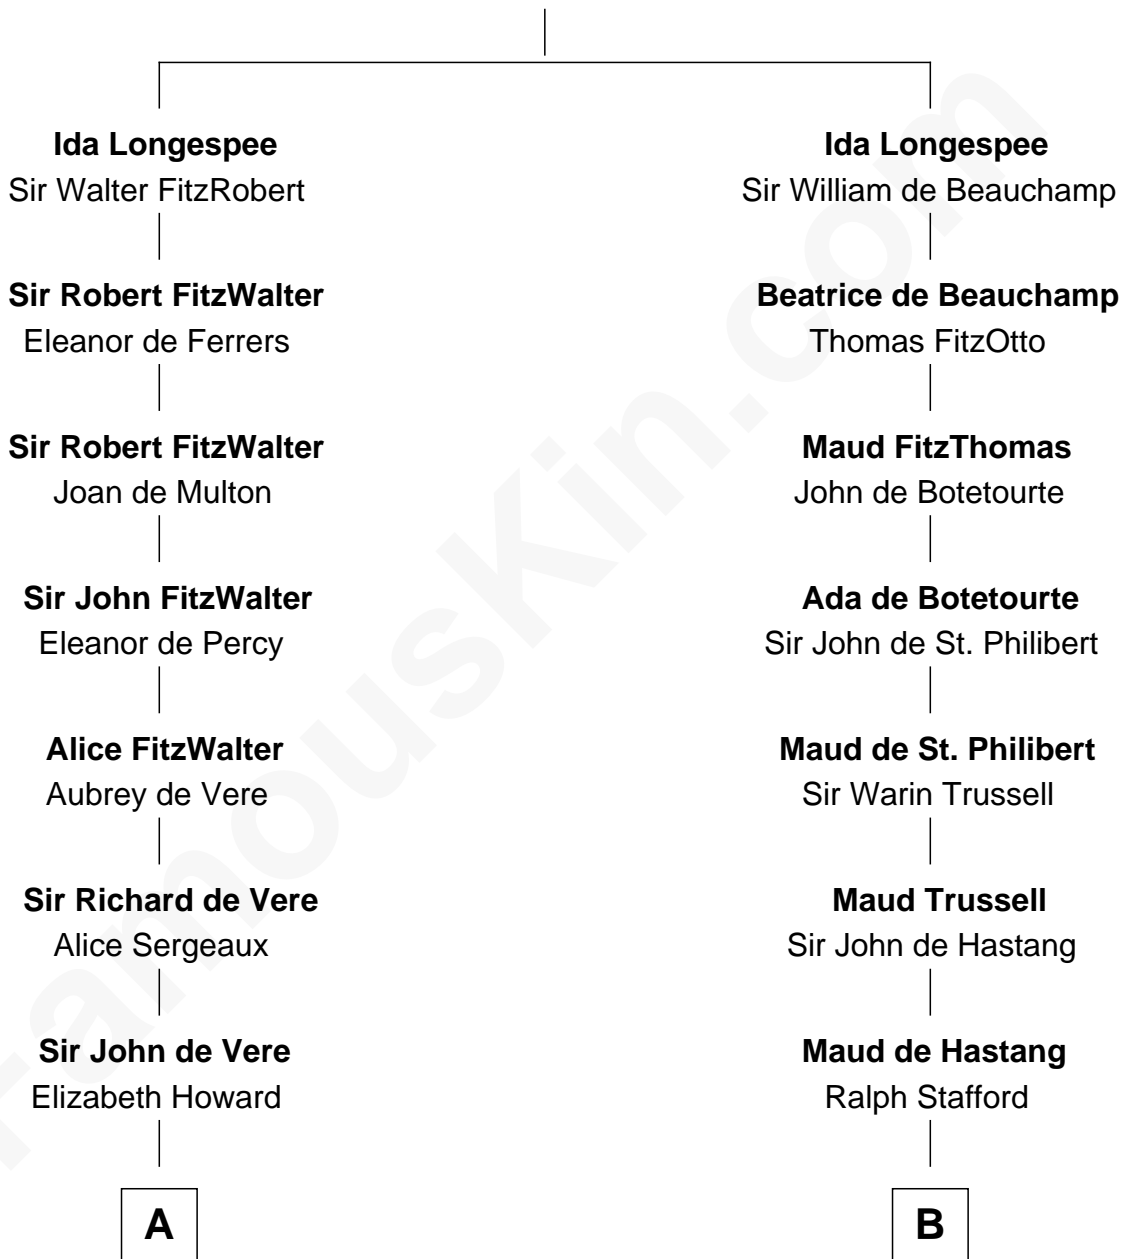 Ida Longespee
Sir Walter FitzRobert
Sir Robert FitzWalter
Eleanor de Ferrers
Sir Robert FitzWalter
Joan de Multon
Sir John FitzWalter
Eleanor de Percy
Alice FitzWalter
Aubrey de Vere
Sir Richard de Vere
Alice Sergeaux
Sir John de Vere
Elizabeth Howard
A
Ida Longespee
Sir William de Beauchamp
Beatrice de Beauchamp
Thomas FitzOtto
Maud FitzThomas
John de Botetourte
Ada de Botetourte
Sir John de St. Philibert
Maud de St. Philibert
Sir Warin Trussell
Maud Trussell
Sir John de Hastang
Maud de Hastang
Ralph Stafford
B
FamousKin.com